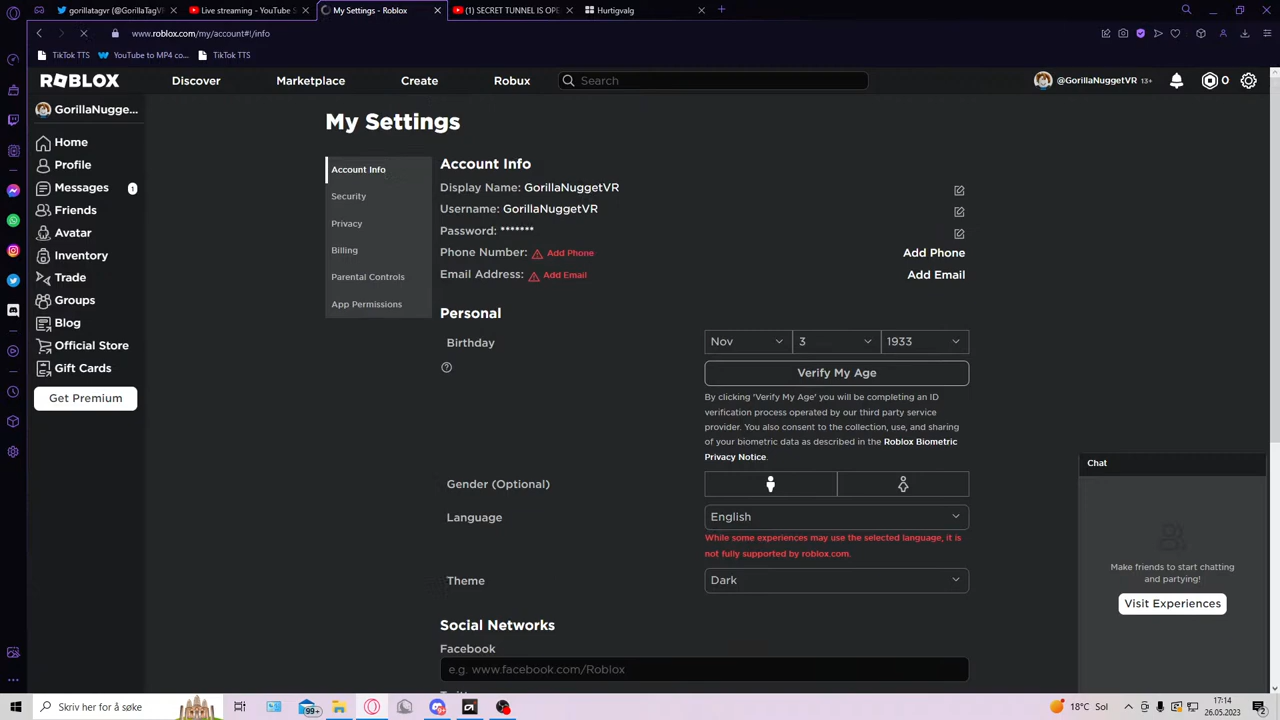 gorillatagvr (@GorillaTagVR
Live streaming - YouTube S
My Settings - Roblox
(1) SECRET TUNNEL IS OPE
Hurtigvalg
www.roblox.com/my/account#!/info
TikTok TTS
YouTube to MP4 co...
TikTok TTS
ROBLOX
Discover
Marketplace
Create
Robux
Search
@GorillaNuggetVR 13+
0
GorillaNugge...
Home
Profile
Messages
1
Friends
Avatar
Inventory
Trade
Groups
Blog
Official Store
Gift Cards
Get Premium
My Settings
Account Info
Security
Privacy
Billing
Parental Controls
App Permissions
Account Info
Display Name: GorillaNuggetVR
Username: GorillaNuggetVR
Password: *******
Phone Number: Add Phone
Add Phone
Email Address: Add Email
Add Email
Personal
Birthday
Nov
3
1933
Verify My Age
By clicking 'Verify My Age' you will be completing an ID
verification process operated by our third party service
provider. You also consent to the collection, use, and sharing
of your biometric data as described in the Roblox Biometric
Privacy Notice.
Gender (Optional)
Language
English
While some experiences may use the selected language, it is
not fully supported by roblox.com.
Theme
Dark
Social Networks
Facebook
e.g. www.facebook.com/Roblox
Chat
Make friends to start chatting
and partying!
Visit Experiences
Skriv her for å søke
99+
18°C Sol
17:14
26.05.2023
2